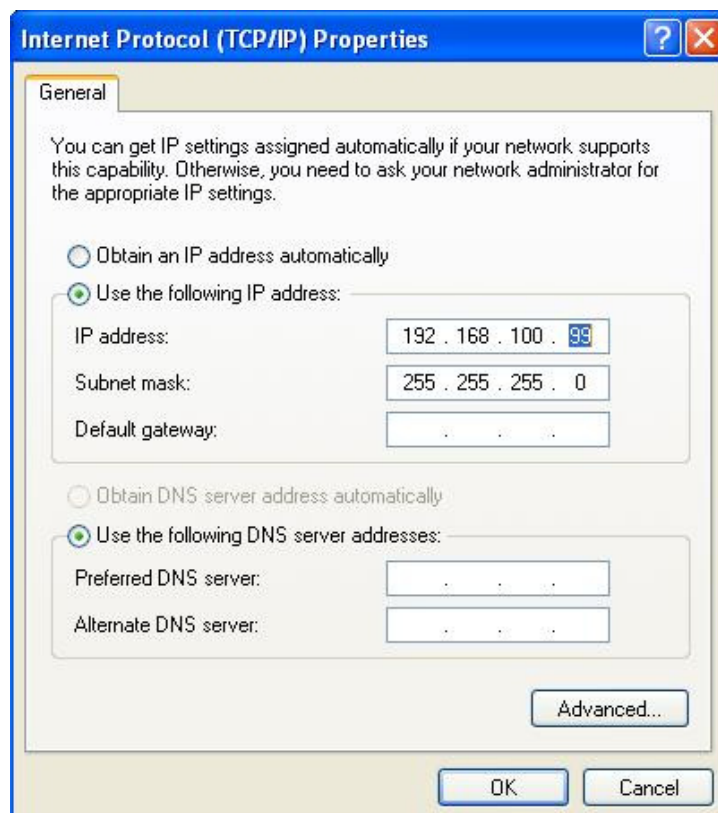 Internet Protocol (TCP/IP) Properties
General
You can get IP settings assigned automatically if your network supports
this capability. Otherwise, you need to ask your network administrator for
the appropriate IP settings.
Obtain an IP address automatically
Use the following IP address:
IP address: 192 . 168 . 100 . 99
Subnet mask: 255 . 255 . 255 . 0
Default gateway: . . .
Obtain DNS server address automatically
Use the following DNS server addresses:
Preferred DNS server: . . .
Alternate DNS server: . . .
Advanced...
OK Cancel